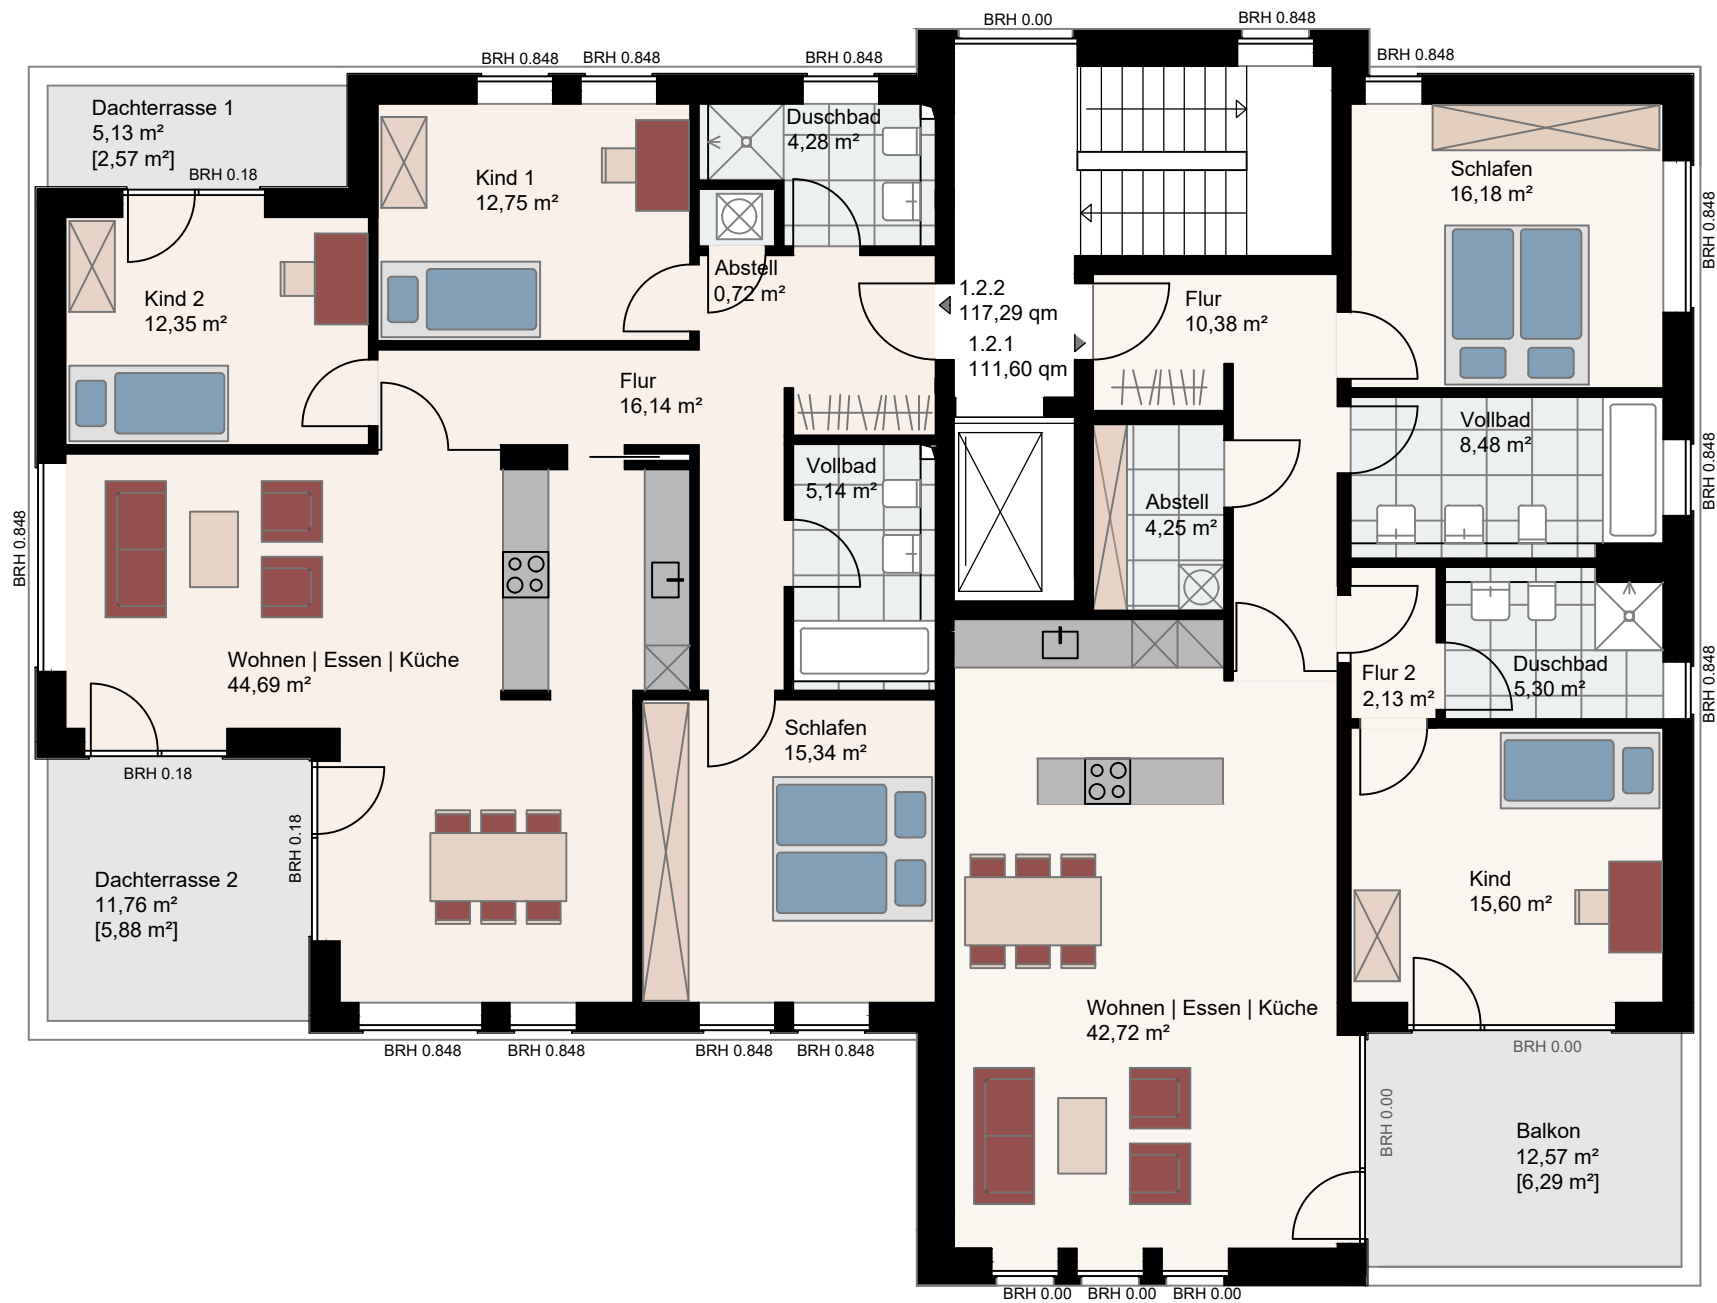 BRH 0.00
BRH 0.848
BRH 0.848
BRH 0.848
BRH 0.848
BRH 0.848
Dachterrasse 1
5,13 m²
[2,57 m²]
BRH 0.18
Kind 1
12,75 m²
Duschbad
4,28 m²
Schlafen
16,18 m²
BRH 0.848
Kind 2
12,35 m²
Abstell
0,72 m²
1.2.2
117,29 qm
1.2.1
111,60 qm
Flur
10,38 m²
Flur
16,14 m²
Vollbad
8,48 m²
BRH 0.848
Vollbad
5,14 m²
Abstell
4,25 m²
BRH 0.848
Wohnen | Essen | Küche
44,69 m²
Flur 2
2,13 m²
Duschbad
5,30 m²
BRH 0.848
Schlafen
15,34 m²
BRH 0.18
BRH 0.18
Dachterrasse 2
11,76 m²
[5,88 m²]
Kind
15,60 m²
Wohnen | Essen | Küche
42,72 m²
BRH 0.848
BRH 0.848
BRH 0.848
BRH 0.848
BRH 0.00
BRH 0.00
Balkon
12,57 m²
[6,29 m²]
BRH 0.00
BRH 0.00
BRH 0.00